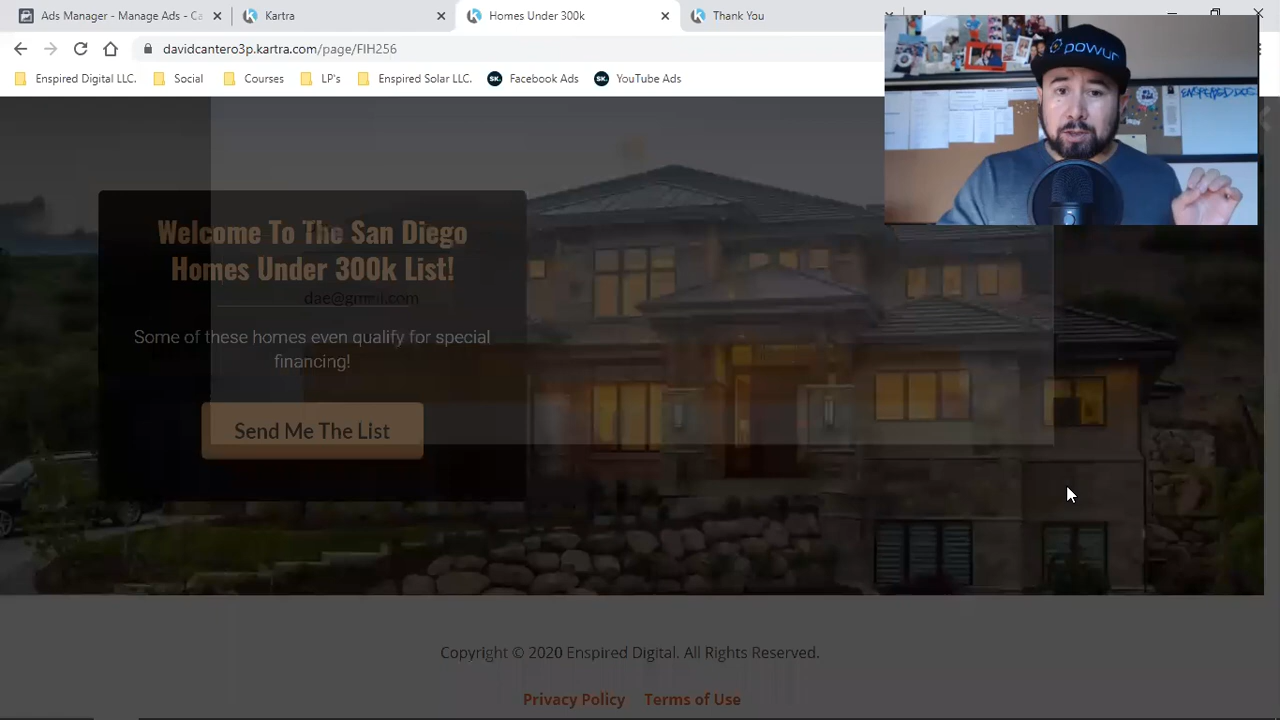 Ads Manager - Manage Ads - Ca
Kartra
Homes Under 300k
Thank You
davidcantero3p.kartra.com/page/FIH256
Enspired Digital LLC.
Social
Courses
LP's
Enspired Solar LLC.
SK.
Facebook Ads
SK.
YouTube Ads
powur
Welcome To The San Diego
Homes Under 300k List!
Some of these homes even qualify for special
financing!
Send Me The List
Copyright © 2020 Enspired Digital. All Rights Reserved.
Privacy Policy
Terms of Use